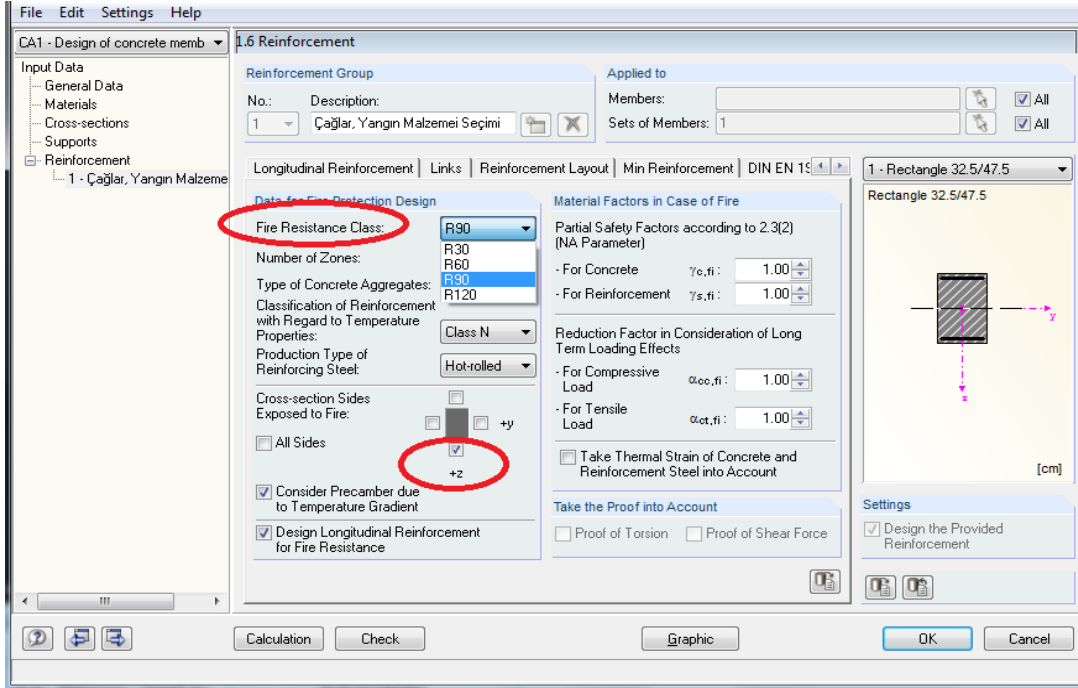 File Edit Settings Help
CA1 - Design of concrete memb
1.6 Reinforcement
Input Data
General Data
Materials
Cross-sections
Supports
Reinforcement
1 - Çağlar, Yangın Malzeme
Reinforcement Group
No.: Description:
1 Çağlar, Yangın Malzemei Seçimi
Applied to
Members: All
Sets of Members: 1 All
Longitudinal Reinforcement Links Reinforcement Layout Min Reinforcement DIN EN 19
Data for Fire Protection Design
Fire Resistance Class: R90
R30
R60
R90
R120
Number of Zones:
Type of Concrete Aggregates:
Classification of Reinforcement
with Regard to Temperature
Properties: Class N
Production Type of
Reinforcing Steel: Hot-rolled
Cross-section Sides
Exposed to Fire:
+y
All Sides
+z
Consider Precamber due
to Temperature Gradient
Design Longitudinal Reinforcement
for Fire Resistance
Material Factors in Case of Fire
Partial Safety Factors according to 2.3(2)
(NA Parameter)
- For Concrete γc,fi : 1.00
- For Reinforcement γs,fi : 1.00
Reduction Factor in Consideration of Long
Term Loading Effects
- For Compressive
Load αcc,fi : 1.00
- For Tensile
Load αct,fi : 1.00
Take Thermal Strain of Concrete and
Reinforcement Steel into Account
Take the Proof into Account
Proof of Torsion Proof of Shear Force
1 - Rectangle 32.5/47.5
Rectangle 32.5/47.5
y
z
[cm]
Settings
Design the Provided
Reinforcement
Calculation Check Graphic OK Cancel